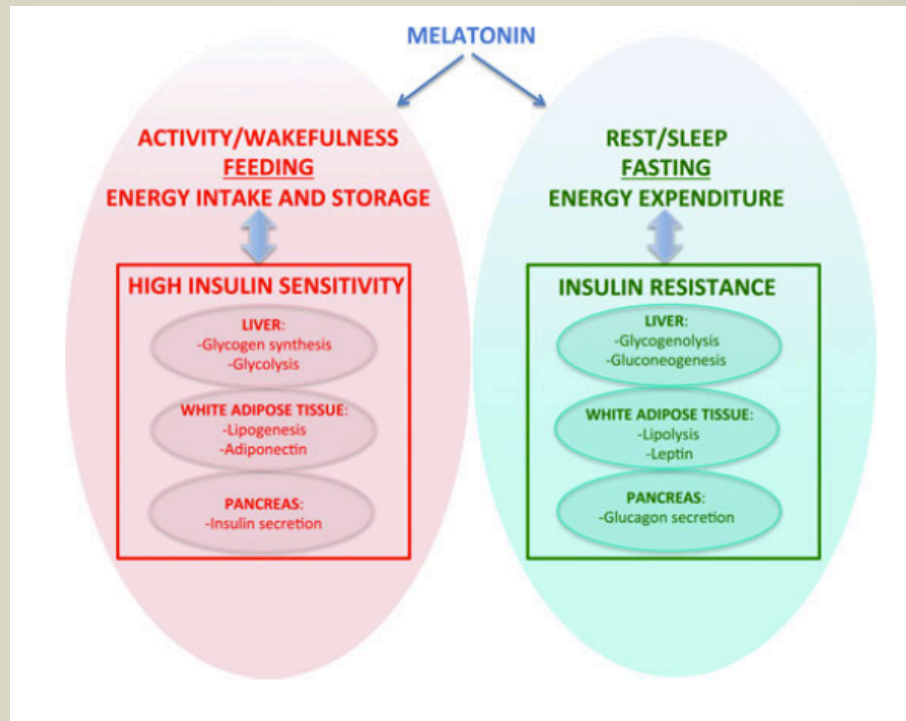 MELATONIN
ACTIVITY/WAKEFULNESS
FEEDING
ENERGY INTAKE AND STORAGE
HIGH INSULIN SENSITIVITY
LIVER:
-Glycogen synthesis
-Glycolysis
WHITE ADIPOSE TISSUE:
-Lipogenesis
-Adiponectin
PANCREAS:
-Insulin secretion
REST/SLEEP
FASTING
ENERGY EXPENDITURE
INSULIN RESISTANCE
LIVER:
-Glycogenolysis
-Gluconeogenesis
WHITE ADIPOSE TISSUE:
-Lipolysis
-Leptin
PANCREAS:
-Glucagon secretion